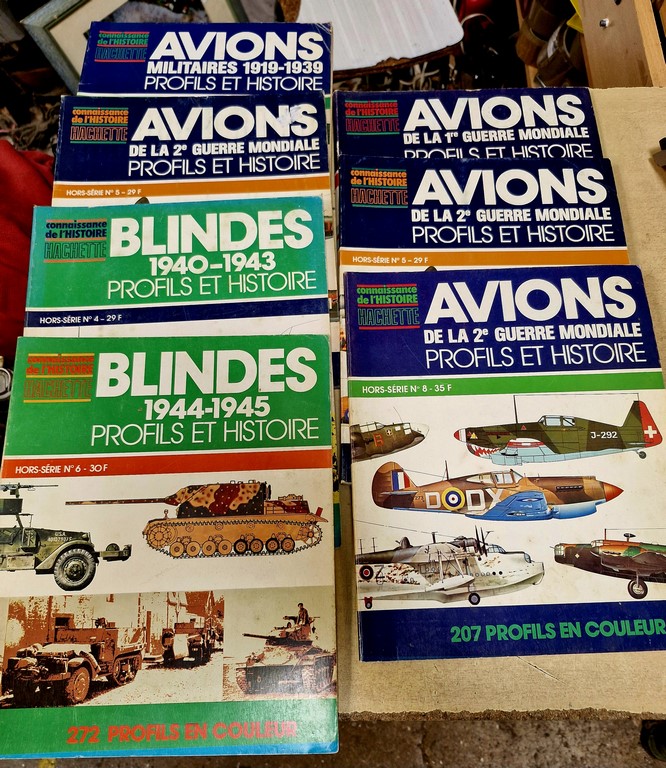 connaissance
de l'HISTOIRE
HACHETTE
AVIONS
MILITAIRES 1919-1939
PROFILS ET HISTOIRE
connaissance
de l'HISTOIRE
HACHETTE
AVIONS
DE LA 2e GUERRE MONDIALE
PROFILS ET HISTOIRE
HORS-SÉRIE N° 5 - 29 F
connaissance
de l'HISTOIRE
HACHETTE
BLINDES
1940-1943
PROFILS ET HISTOIRE
HORS-SÉRIE N° 4 - 29 F
connaissance
de l'HISTOIRE
HACHETTE
BLINDES
1944-1945
PROFILS ET HISTOIRE
HORS-SÉRIE N° 6 - 30 F
272 PROFILS EN COULEUR
connaissance
de l'HISTOIRE
HACHETTE
AVIONS
DE LA 1re GUERRE MONDIALE
PROFILS ET HISTOIRE
connaissance
de l'HISTOIRE
HACHETTE
AVIONS
DE LA 2e GUERRE MONDIALE
PROFILS ET HISTOIRE
HORS-SÉRIE N° 5 - 29 F
connaissance
de l'HISTOIRE
HACHETTE
AVIONS
DE LA 2e GUERRE MONDIALE
PROFILS ET HISTOIRE
HORS-SÉRIE N° 8 - 35 F
J-292
D DX
207 PROFILS EN COULEUR